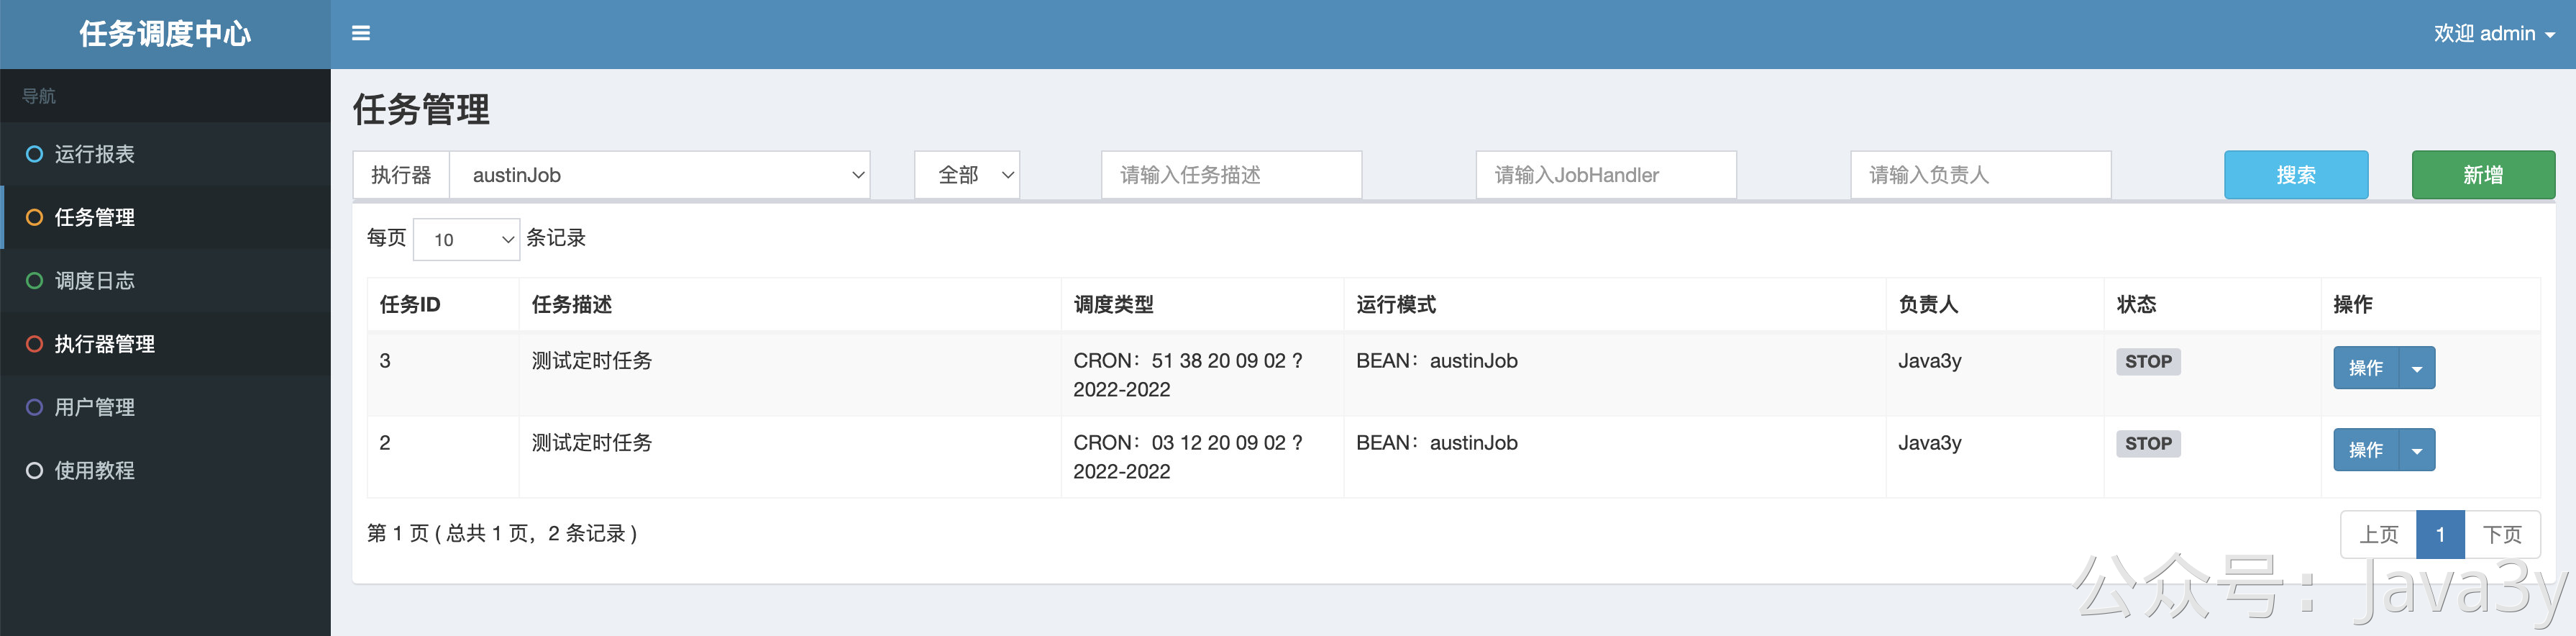 任务调度中心
欢迎 admin
导航
运行报表
任务管理
调度日志
执行器管理
用户管理
使用教程
任务管理
执行器 austinJob 全部 请输入任务描述 请输入JobHandler 请输入负责人 搜索 新增
每页 10 条记录
任务ID 任务描述 调度类型 运行模式 负责人 状态 操作
3 测试定时任务 CRON：51 38 20 09 02 ? BEAN：austinJob Java3y STOP 操作
2022-2022
2 测试定时任务 CRON：03 12 20 09 02 ? BEAN：austinJob Java3y STOP 操作
2022-2022
第 1 页 ( 总共 1 页，2 条记录 )
上页 1 下页
公众号：Java3y